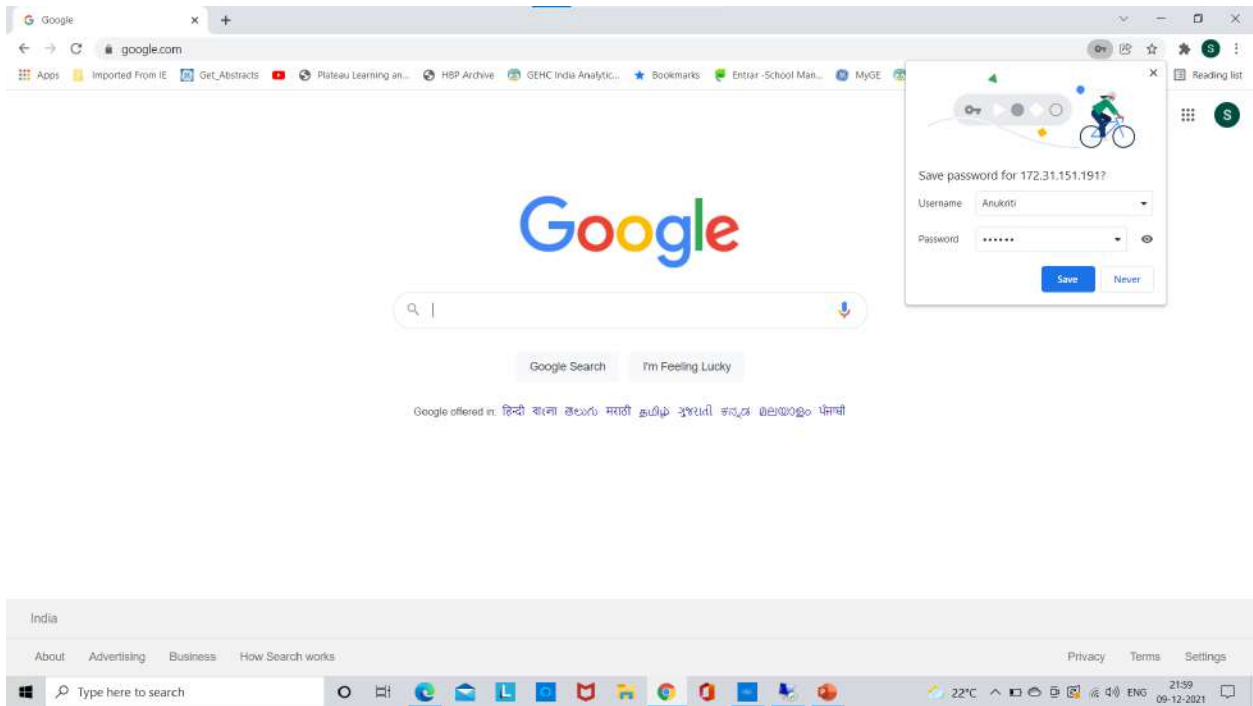 Google
google.com
Apps Imported From IE Get_Abstracts Plateau Learning an... HBP Archive GEHC India Analytic... Bookmarks Entrar -School Man... MyGE Reading list
S
S
Save password for 172.31.151.191?
Username Anukriti
Password ••••••
Save Never
Google
Google Search I'm Feeling Lucky
Google offered in: हिन्दी বাংলা తెలుగు मराठी தமிழ் ગુજરાતી ಕನ್ನಡ മലയാളം ਪੰਜਾਬੀ
India
About Advertising Business How Search works Privacy Terms Settings
Type here to search 22°C ENG 21:59
09-12-2021